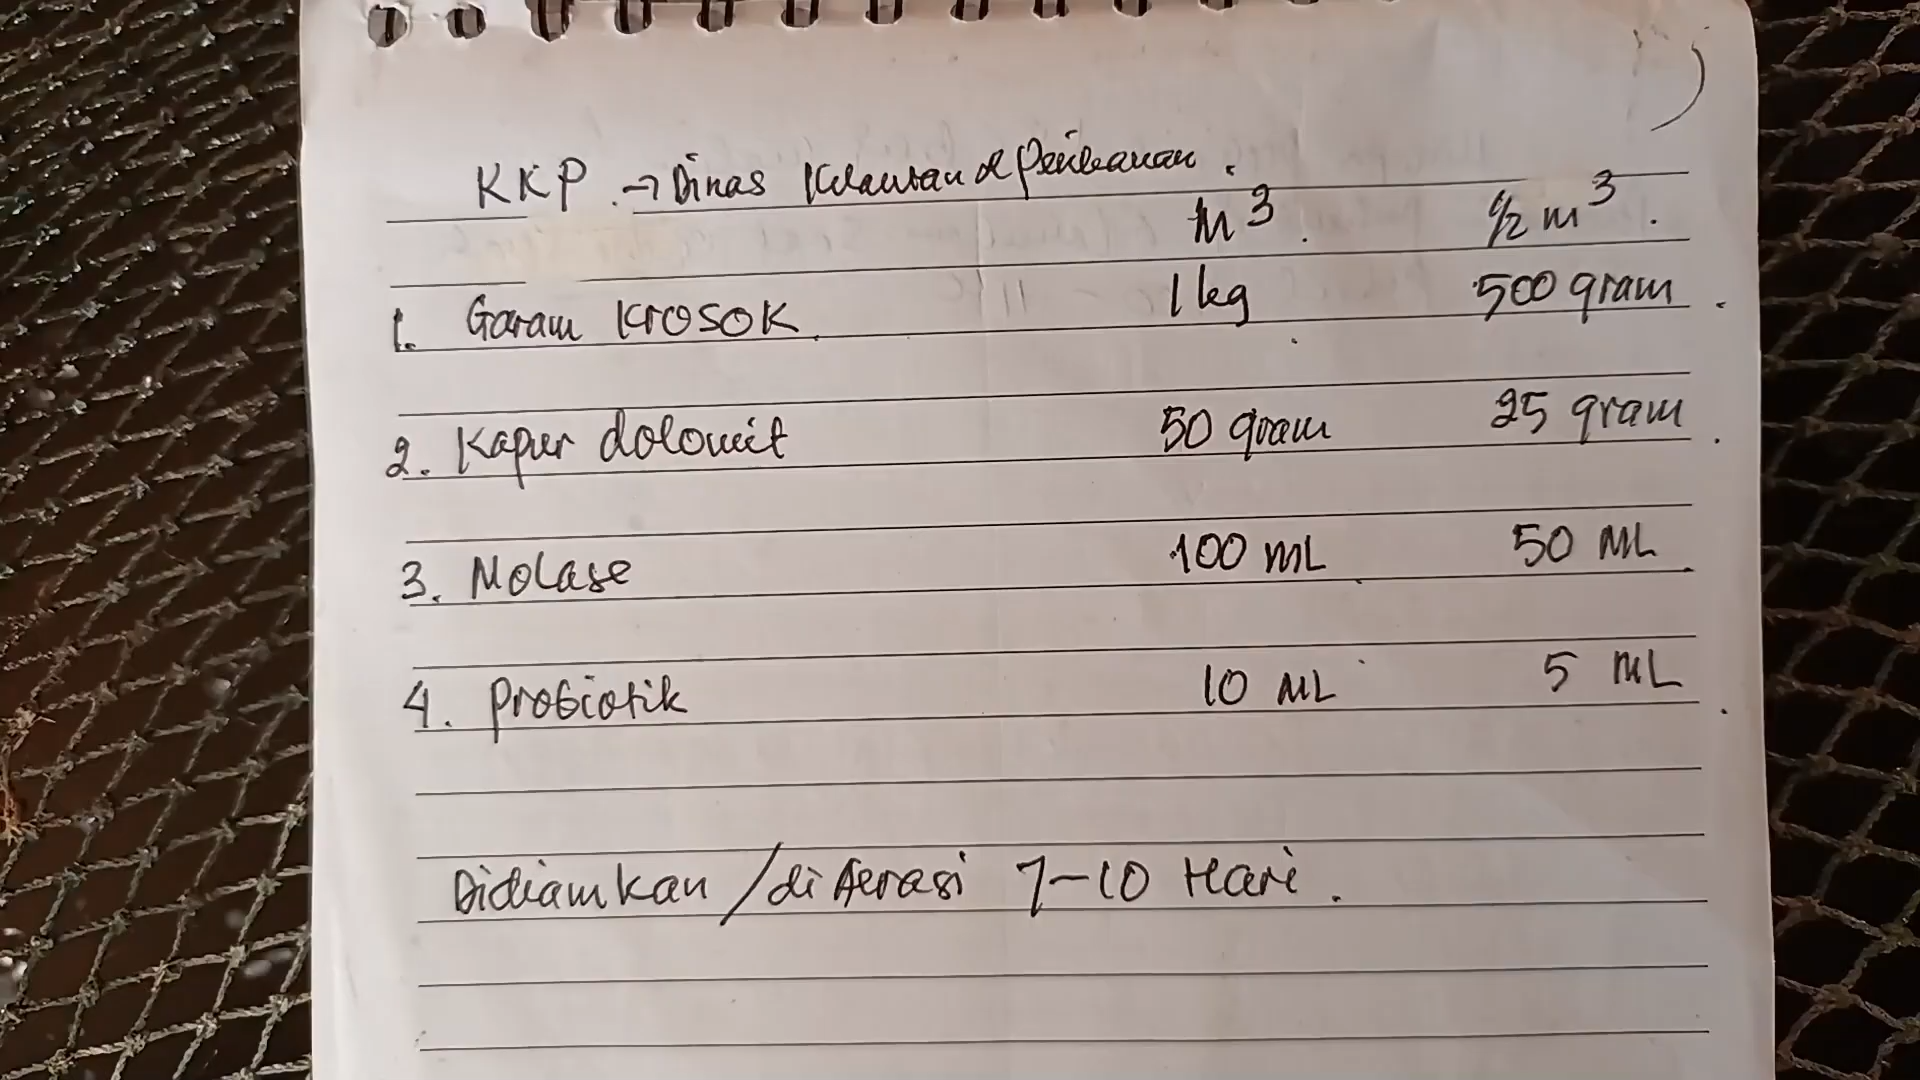 KKP → Dinas Kelautan & Perikanan.
M³. ½ m³.
1. Garam Krosok 1 kg 500 gram
2. Kapur dolomit 50 gram 25 gram
3. Molase 100 mL 50 mL
4. Probiotik 10 mL 5 mL
Didiamkan / di Aerasi 7-10 Hari.